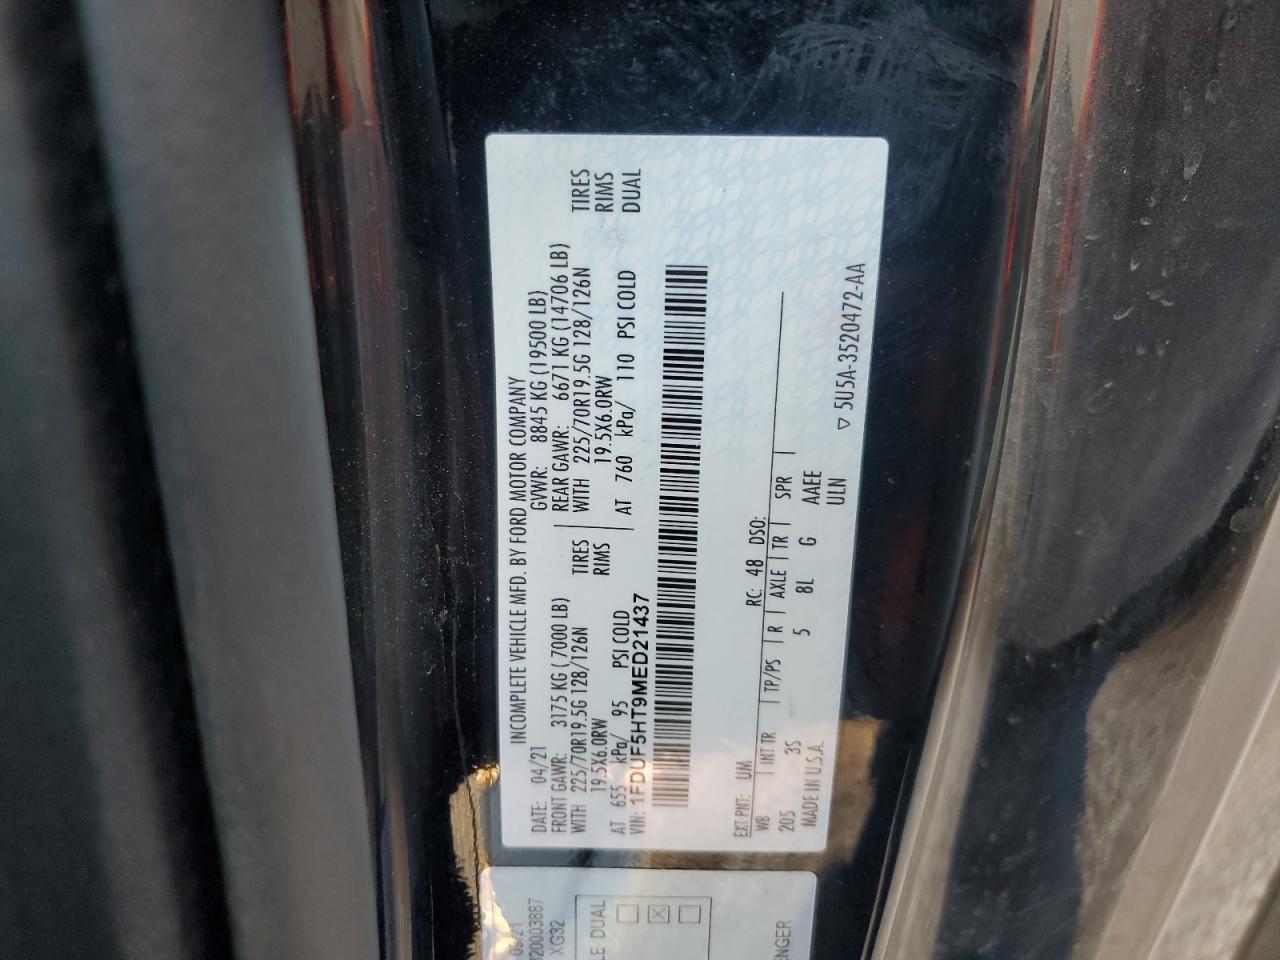 INCOMPLETE VEHICLE MFD. BY FORD MOTOR COMPANY
DATE: 04/21 GVWR: 8845 KG (19500 LB)
FRONT GAWR: 3175 KG (7000 LB) REAR GAWR: 6671 KG (14706 LB)
WITH 225/70R19.5G 128/126N TIRES WITH 225/70R19.5G 128/126N TIRES
19.5X6.0RW RIMS 19.5X6.0RW RIMS
AT 655 kPa/ 95 PSI COLD AT 760 kPa/ 110 PSI COLD DUAL
VIN: 1FDUF5HT9MED21437
EXT PNT: UM RC: 48 DSO:
WB INT TR TP/PS R AXLE TR SPR
205 3S 5 8L G AAEE
MADE IN U.S.A. ULN
▽ 5U5A-3520472-AA
820003887
XG32
LE DUAL
ENGER